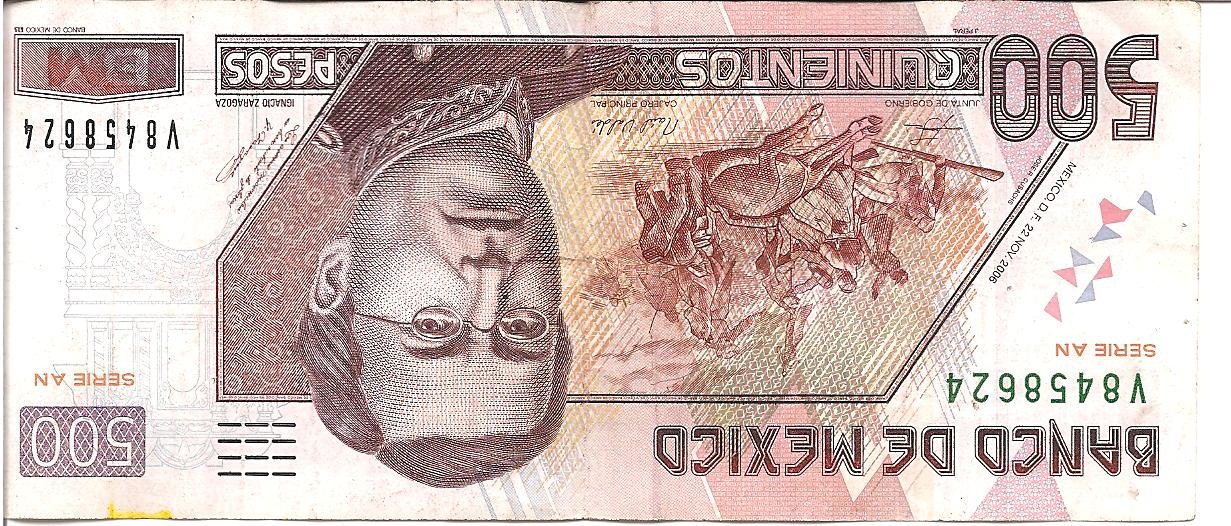 BANCO DE MEXICO
500
V8458624
SERIE AN
SERIE AN
MEXICO, D. F. 22 NOV. 2006
JUNTA DE GOBIERNO
CAJERO PRINCIPAL
IGNACIO ZARAGOZA
V8458624
500
QUINIENTOS
PESOS
J. PERAL
BANCO DE MEXICO